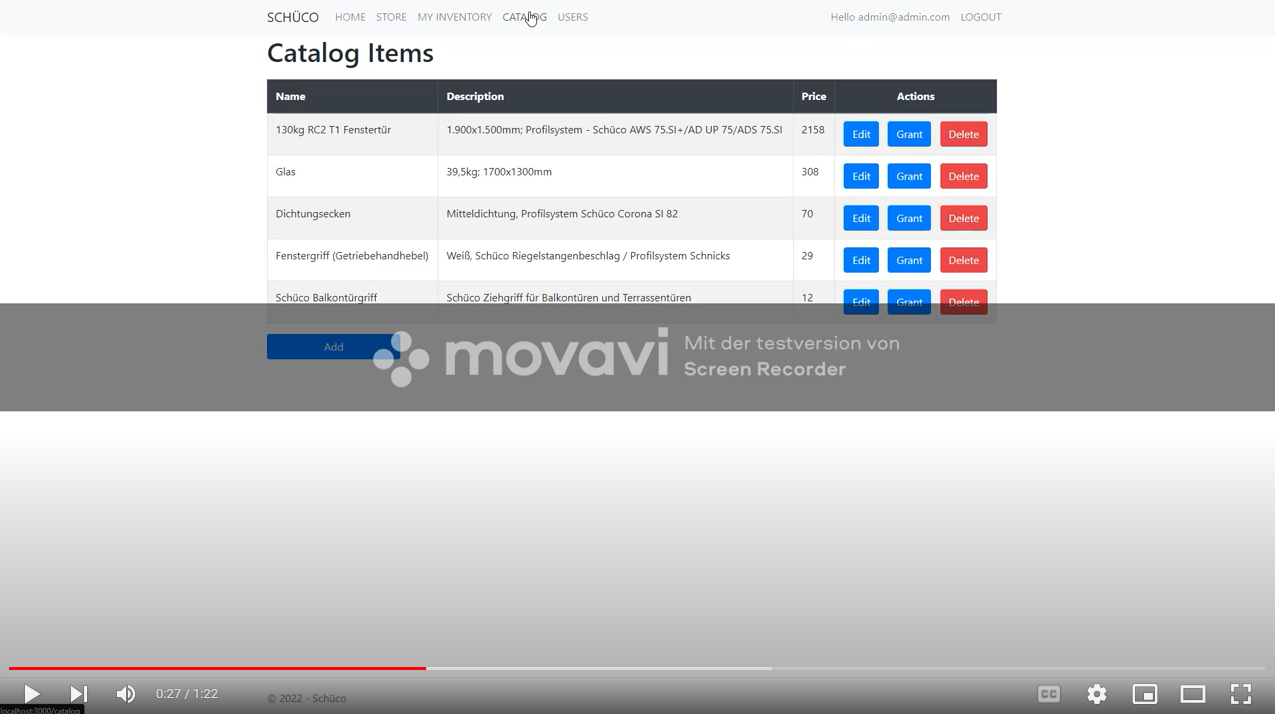 SCHÜCO HOME STORE MY INVENTORY CATALOG USERS Hello admin@admin.com LOGOUT
Catalog Items
Name Description Price Actions
130kg RC2 T1 Fenstertür 1.900x1.500mm; Profilsystem - Schüco AWS 75.SI+/AD UP 75/ADS 75.SI 2158 Edit Grant Delete
Glas 39,5kg; 1700x1300mm 308 Edit Grant Delete
Dichtungsecken Mitteldichtung, Profilsystem Schüco Corona SI 82 70 Edit Grant Delete
Fenstergriff (Getriebehandhebel) Weiß, Schüco Riegelstangenbeschlag / Profilsystem Schnicks 29 Edit Grant Delete
Schüco Balkontürgriff Schüco Ziehgriff für Balkontüren und Terrassentüren 12 Edit Grant Delete
Add
movavi
Mit der testversion von
Screen Recorder
0:27 / 1:22
© 2022 - Schüco
CC
localhost:3000/catalog